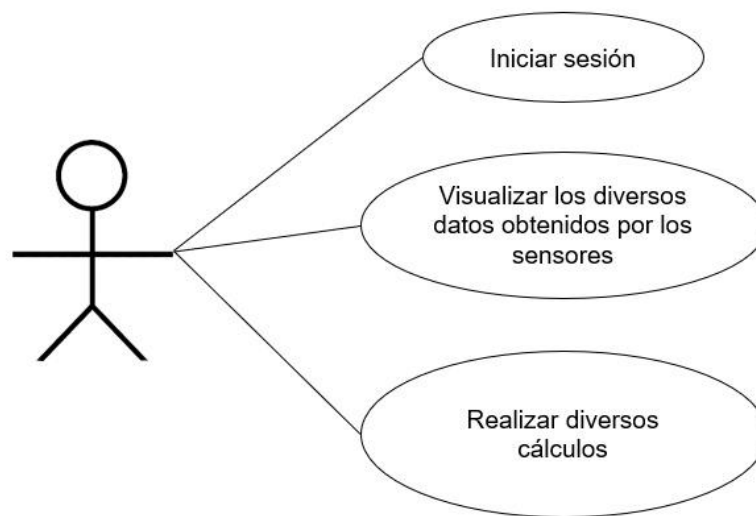 Iniciar sesión
Visualizar los diversos
datos obtenidos por los
sensores
Realizar diversos
cálculos